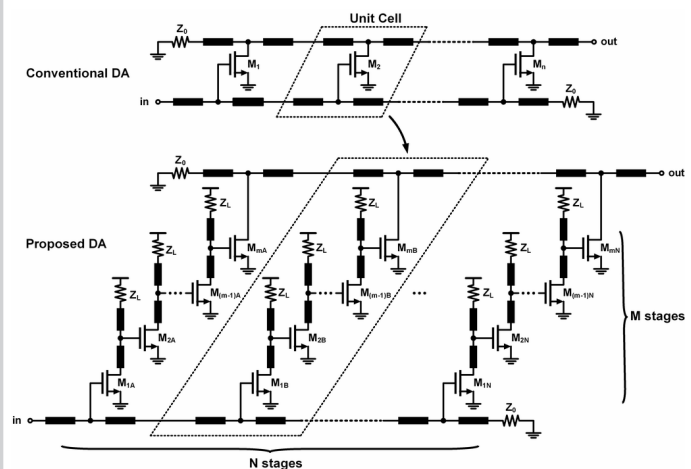 Unit Cell
Z0
out
M1
M2
Mn
Conventional DA
Z0
in
Z0
out
ZL
MmA
ZL
MmB
ZL
MmN
Proposed DA
ZL
M(m-1)A
ZL
M(m-1)B
ZL
M(m-1)N
ZL
M2A
ZL
M2B
ZL
M2N
M stages
M1A
M1B
M1N
in
Z0
N stages